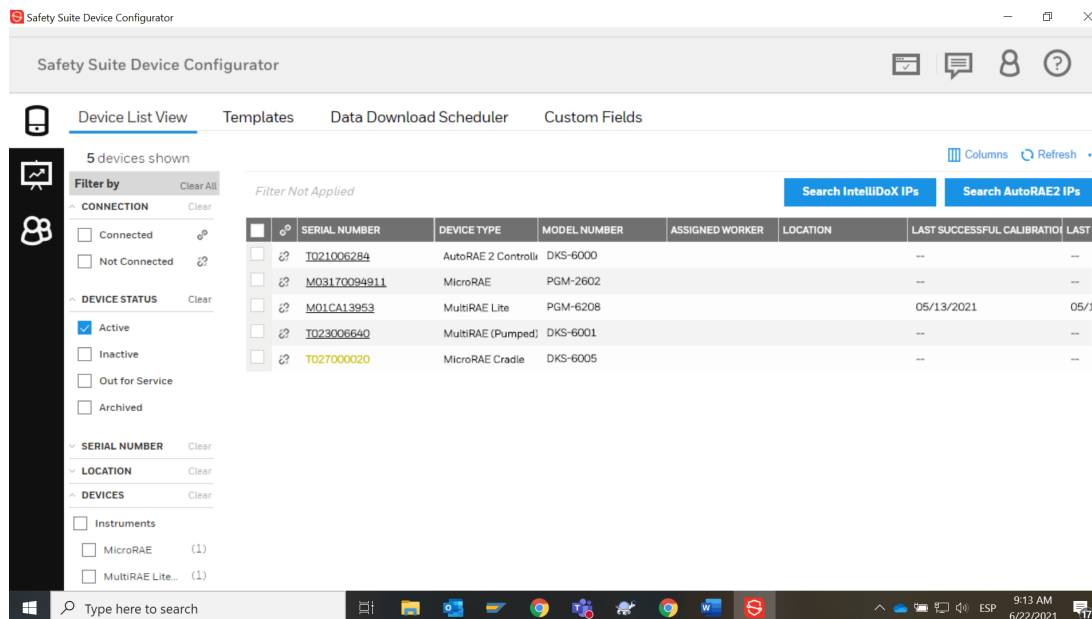 Safety Suite Device Configurator
Safety Suite Device Configurator
Device List View Templates Data Download Scheduler Custom Fields
5 devices shown
Columns Refresh
Filter by Clear All
Filter Not Applied
Search IntelliDoX IPs Search AutoRAE2 IPs
CONNECTION Clear
Connected
Not Connected
DEVICE STATUS Clear
Active
Inactive
Out for Service
Archived
SERIAL NUMBER Clear
LOCATION Clear
DEVICES Clear
Instruments
MicroRAE (1)
MultiRAE Lite... (1)
SERIAL NUMBER DEVICE TYPE MODEL NUMBER ASSIGNED WORKER LOCATION LAST SUCCESSFUL CALIBRATIO LAST
T021006284 AutoRAE 2 Controlle DKS-6000 -- --
M03170094911 MicroRAE PGM-2602 -- --
M01CA13953 MultiRAE Lite PGM-6208 05/13/2021 05/1
T023006640 MultiRAE (Pumped) DKS-6001 -- --
T027000020 MicroRAE Cradle DKS-6005 -- --
Type here to search
ESP
9:13 AM
6/22/2021
17